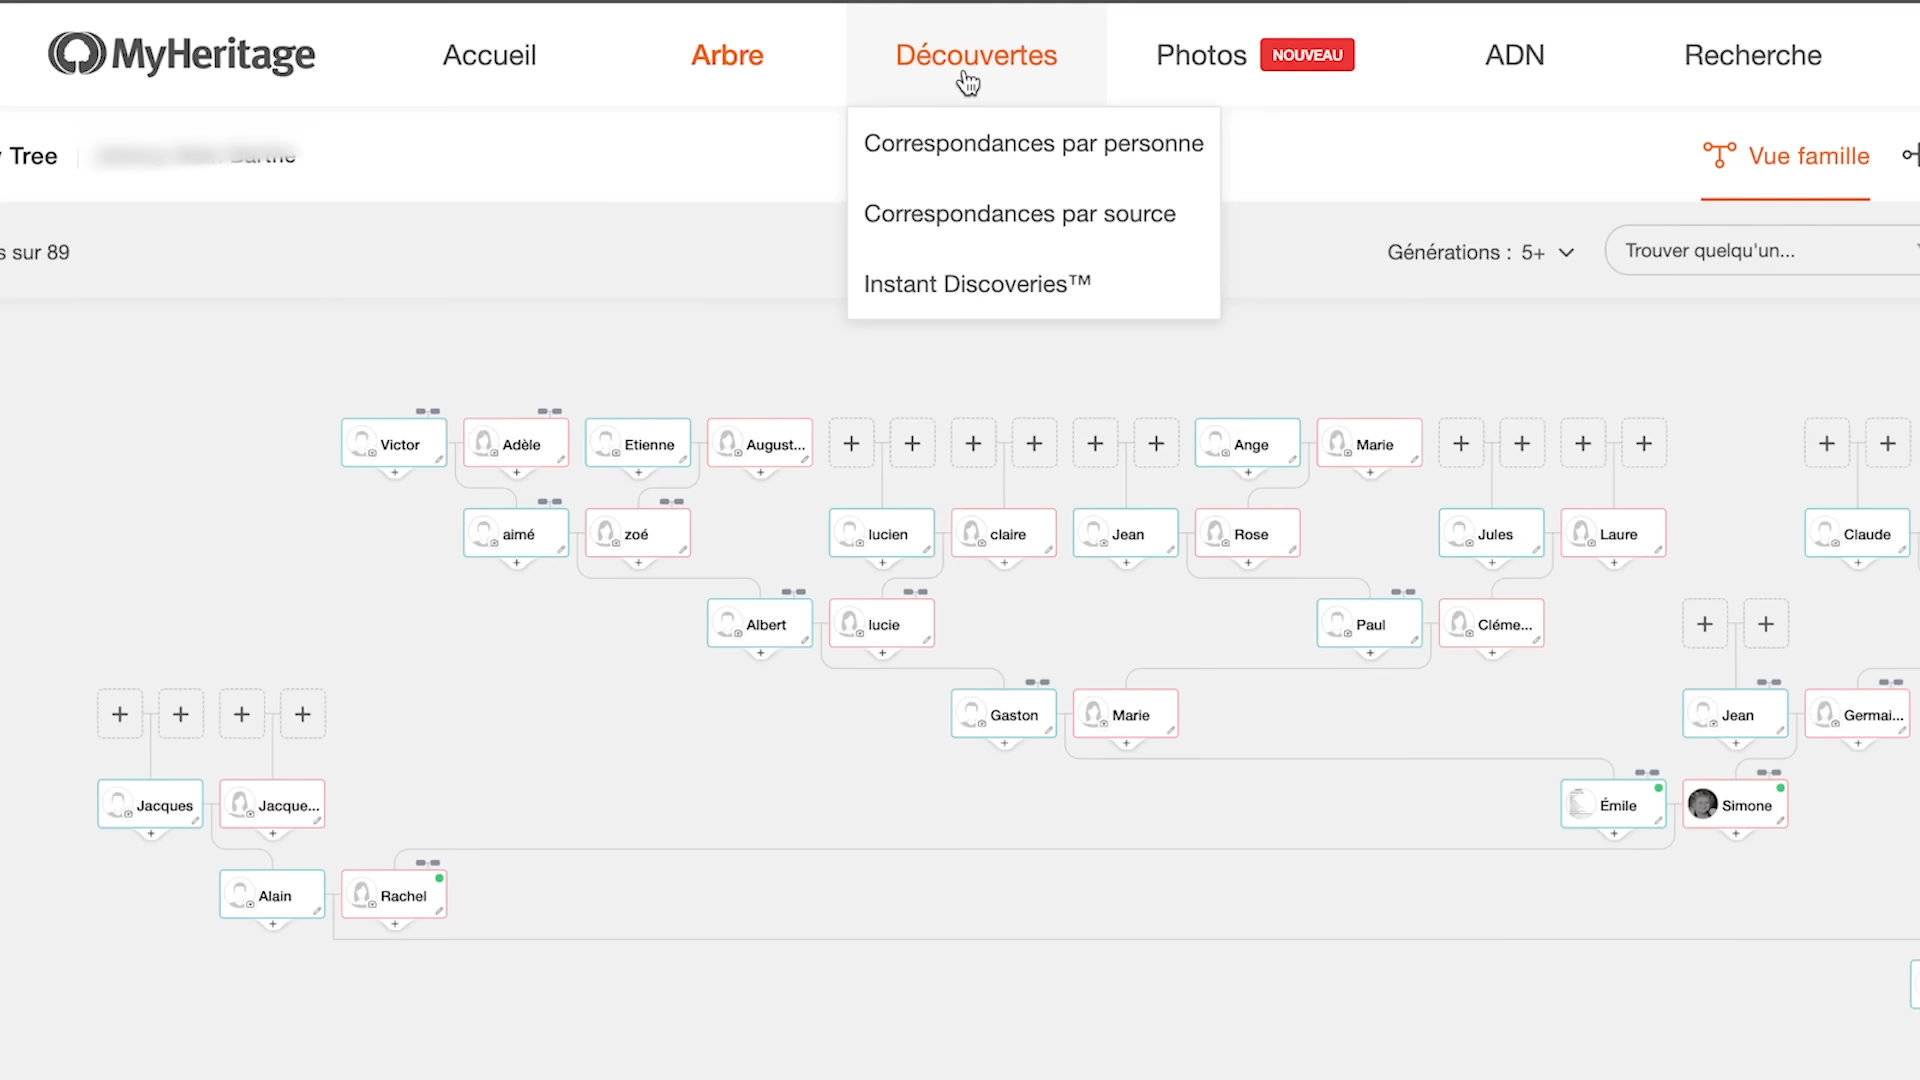 MyHeritage Accueil Arbre Découvertes Photos NOUVEAU ADN Recherche
Correspondances par personne
Tree Vue famille
Correspondances par source
s sur 89 Générations : 5+ Trouver quelqu'un...
Instant Discoveries™
Victor Adèle Etienne August... Ange Marie
aimé zoé lucien claire Jean Rose Jules Laure Claude
Albert lucie Paul Cléme...
Gaston Marie Jean Germai...
Jacques Jacque... Émile Simone
Alain Rachel